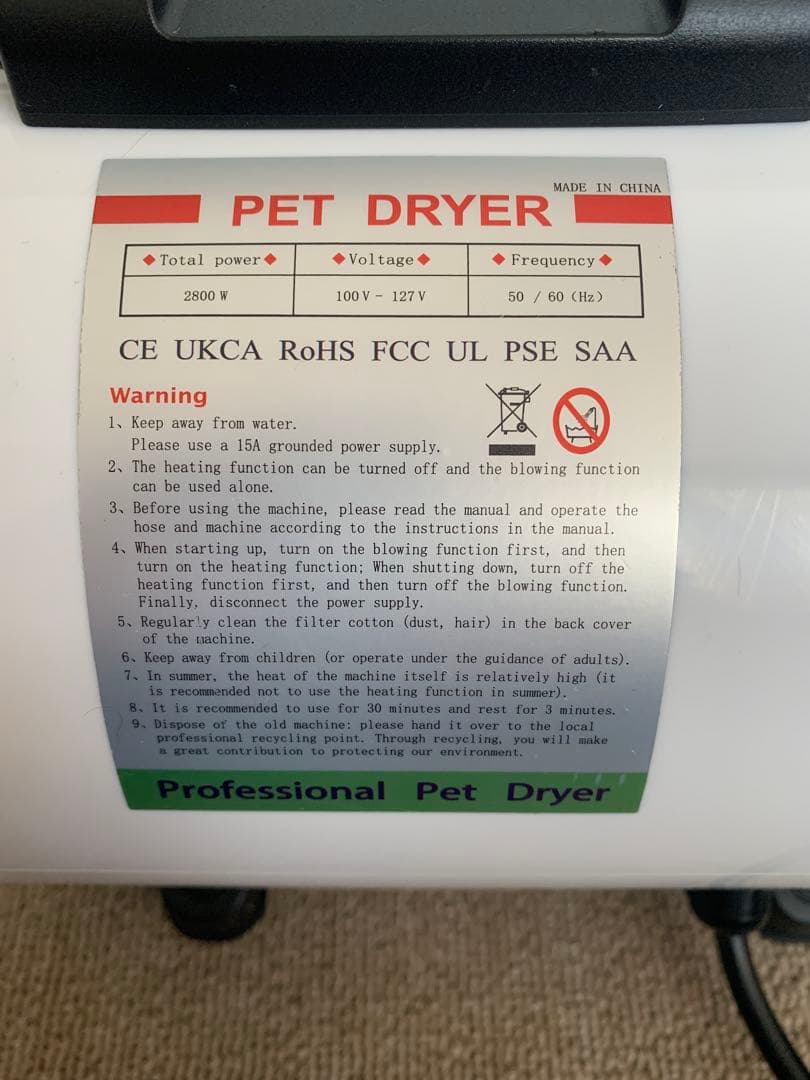 MADE IN CHINA
PET DRYER
◆Total power◆ ◆Voltage◆ ◆Frequency◆
2800 W 100 V - 127 V 50 / 60 (Hz)
CE UKCA RoHS FCC UL PSE SAA
Warning
1、Keep away from water.
Please use a 15A grounded power supply.
2、The heating function can be turned off and the blowing function
can be used alone.
3、Before using the machine, please read the manual and operate the
hose and machine according to the instructions in the manual.
4、When starting up, turn on the blowing function first, and then
turn on the heating function; When shutting down, turn off the
heating function first, and then turn off the blowing function.
Finally, disconnect the power supply.
5、Regularly clean the filter cotton (dust, hair) in the back cover
of the machine.
6、Keep away from children (or operate under the guidance of adults).
7、In summer, the heat of the machine itself is relatively high (it
is recommended not to use the heating function in summer).
8、It is recommended to use for 30 minutes and rest for 3 minutes.
9、Dispose of the old machine: please hand it over to the local
professional recycling point. Through recycling, you will make
a great contribution to protecting our environment.
Professional Pet Dryer